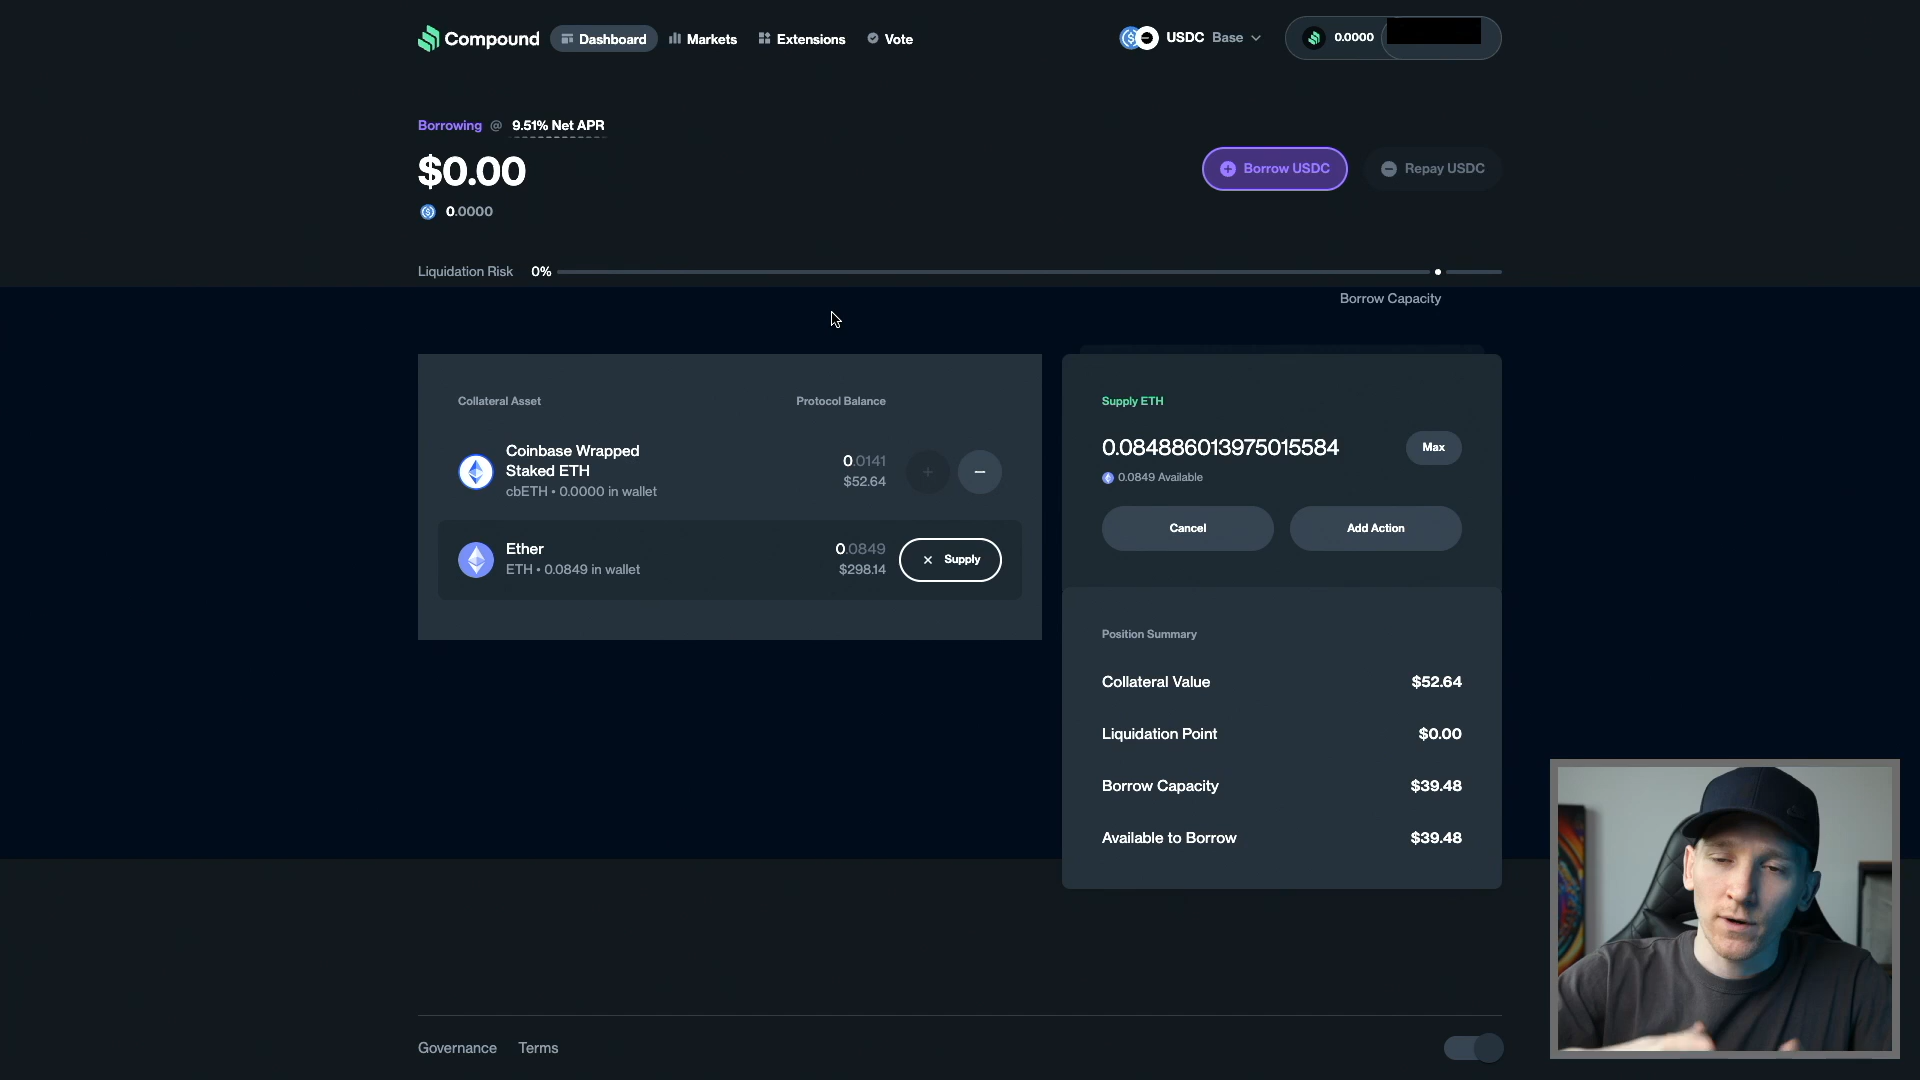 Compound
Dashboard
Markets
Extensions
Vote
USDC Base
0.0000
Borrowing @ 9.51% Net APR
$0.00
0.0000
Borrow USDC
Repay USDC
Liquidation Risk 0%
Borrow Capacity
Collateral Asset
Protocol Balance
Coinbase Wrapped
Staked ETH
cbETH • 0.0000 in wallet
0.0141
$52.64
Ether
ETH • 0.0849 in wallet
0.0849
$298.14
Supply
Supply ETH
0.084886013975015584
Max
0.0849 Available
Cancel
Add Action
Position Summary
Collateral Value $52.64
Liquidation Point $0.00
Borrow Capacity $39.48
Available to Borrow $39.48
Governance
Terms